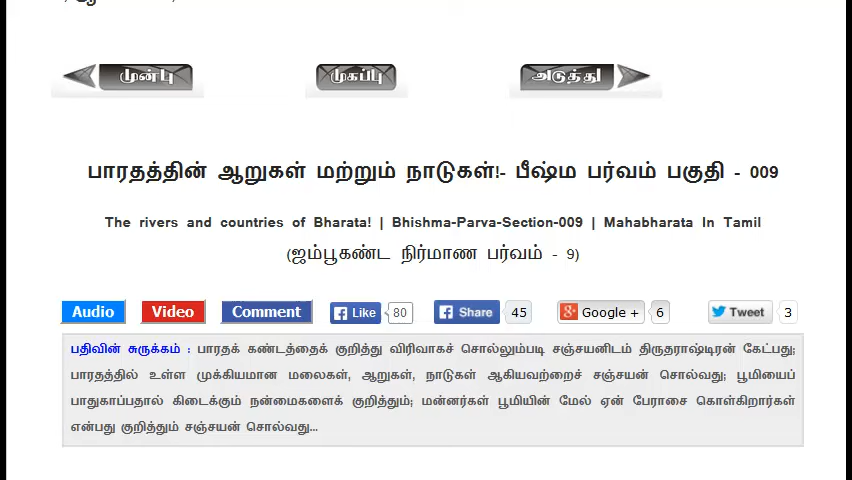 முன்பு முகப்பு அடுத்து
பாரதத்தின் ஆறுகள் மற்றும் நாடுகள்!- பீஷ்ம பர்வம் பகுதி - 009
The rivers and countries of Bharata! | Bhishma-Parva-Section-009 | Mahabharata In Tamil
(ஜம்பூகண்ட நிர்மாண பர்வம் - 9)
Audio Video Comment Like 80 Share 45 Google + 6 Tweet 3
பதிவின் சுருக்கம் : பாரதக் கண்டத்தைக் குறித்து விரிவாகச் சொல்லும்படி சஞ்சயனிடம் திருதராஷ்டிரன் கேட்பது;
பாரதத்தில் உள்ள முக்கியமான மலைகள், ஆறுகள், நாடுகள் ஆகியவற்றைச் சஞ்சயன் சொல்வது; பூமியைப்
பாதுகாப்பதால் கிடைக்கும் நன்மைகளைக் குறித்தும்; மன்னர்கள் பூமியின் மேல் ஏன் பேராசை கொள்கிறார்கள்
என்பது குறித்தும் சஞ்சயன் சொல்வது...